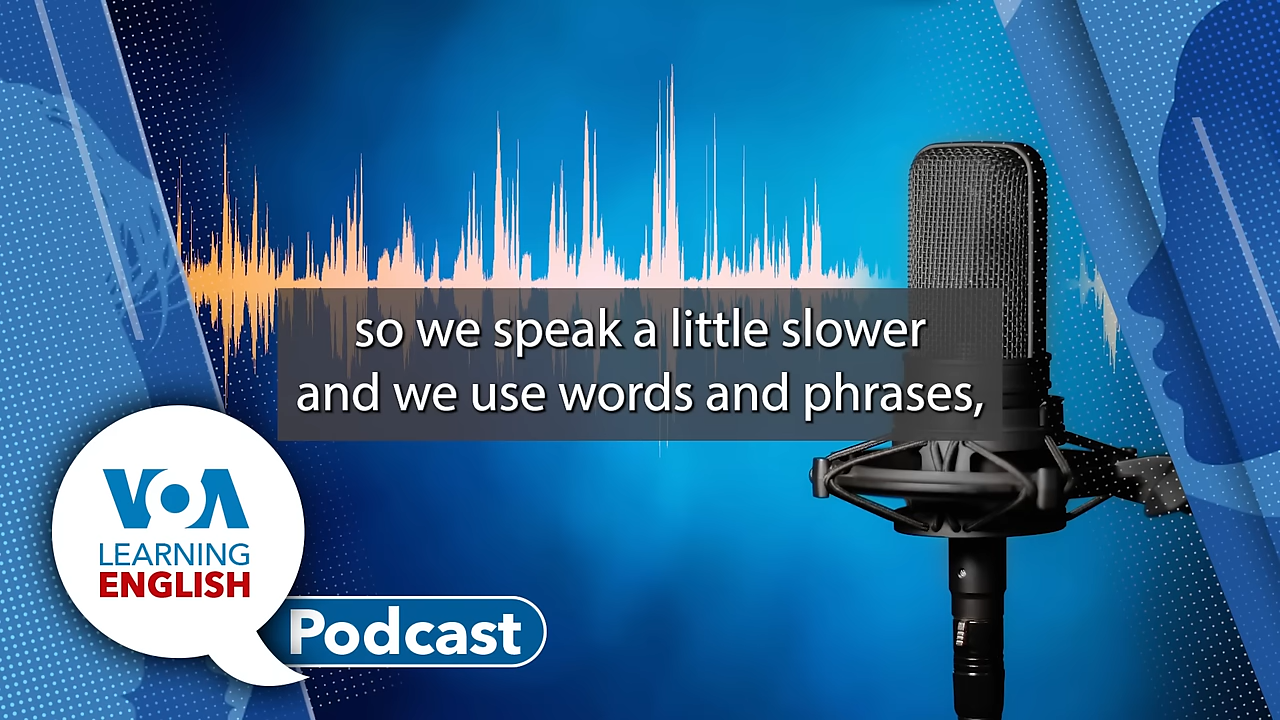 so we speak a little slower
and we use words and phrases,
VOA
LEARNING
ENGLISH
Podcast